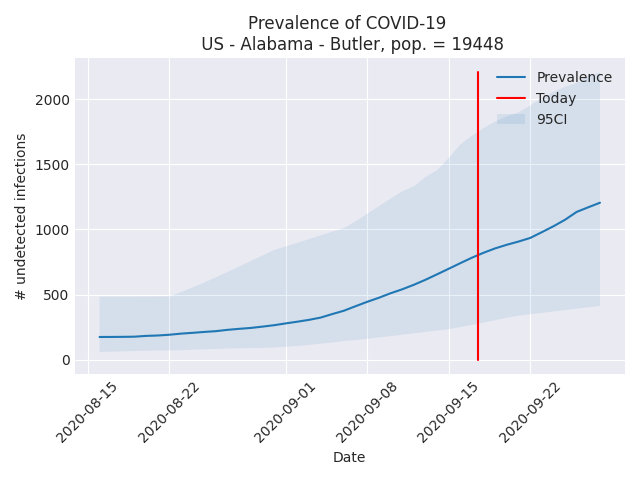 Prevalence of COVID-19
US - Alabama - Butler, pop. = 19448
Prevalence
Today
95CI
# undetected infections
2000
1500
1000
500
0
2020-08-15
2020-08-22
2020-09-01
2020-09-08
2020-09-15
2020-09-22
Date